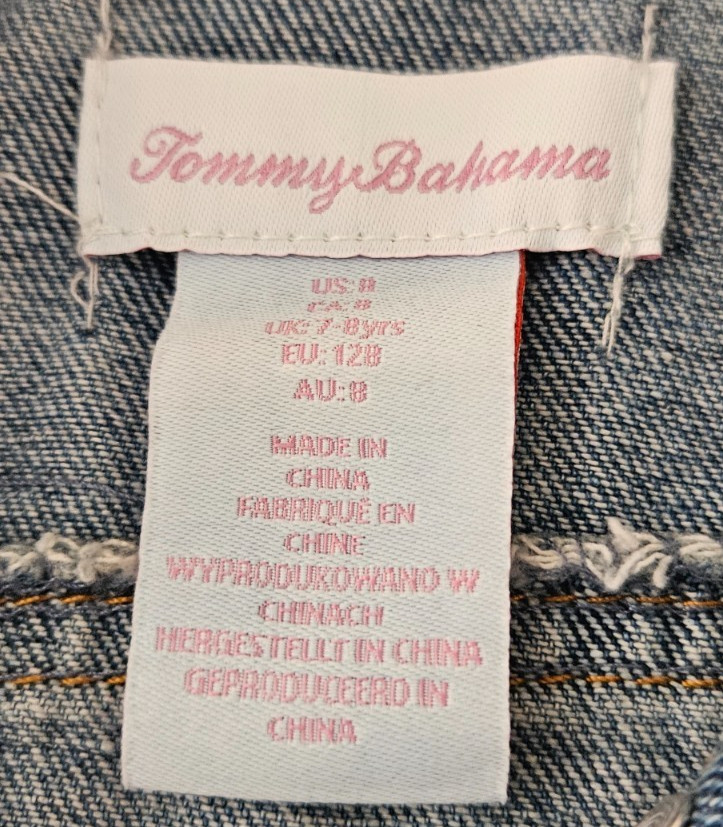 Tommy Bahama
US: 8
CA: 8
UK: 7-8yrs
EU: 128
AU: 8
MADE IN
CHINA
FABRIQUÉ EN
CHINE
WYPRODUKOWANO W
CHINACH
HERGESTELLT IN CHINA
GEPRODUCEERD IN
CHINA